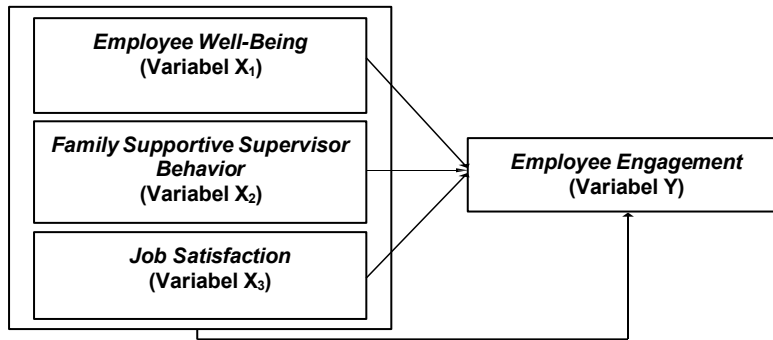 Employee Well-Being
(Variabel X₁)
Family Supportive Supervisor
Behavior
(Variabel X₂)
Job Satisfaction
(Variabel X₃)
Employee Engagement
(Variabel Y)